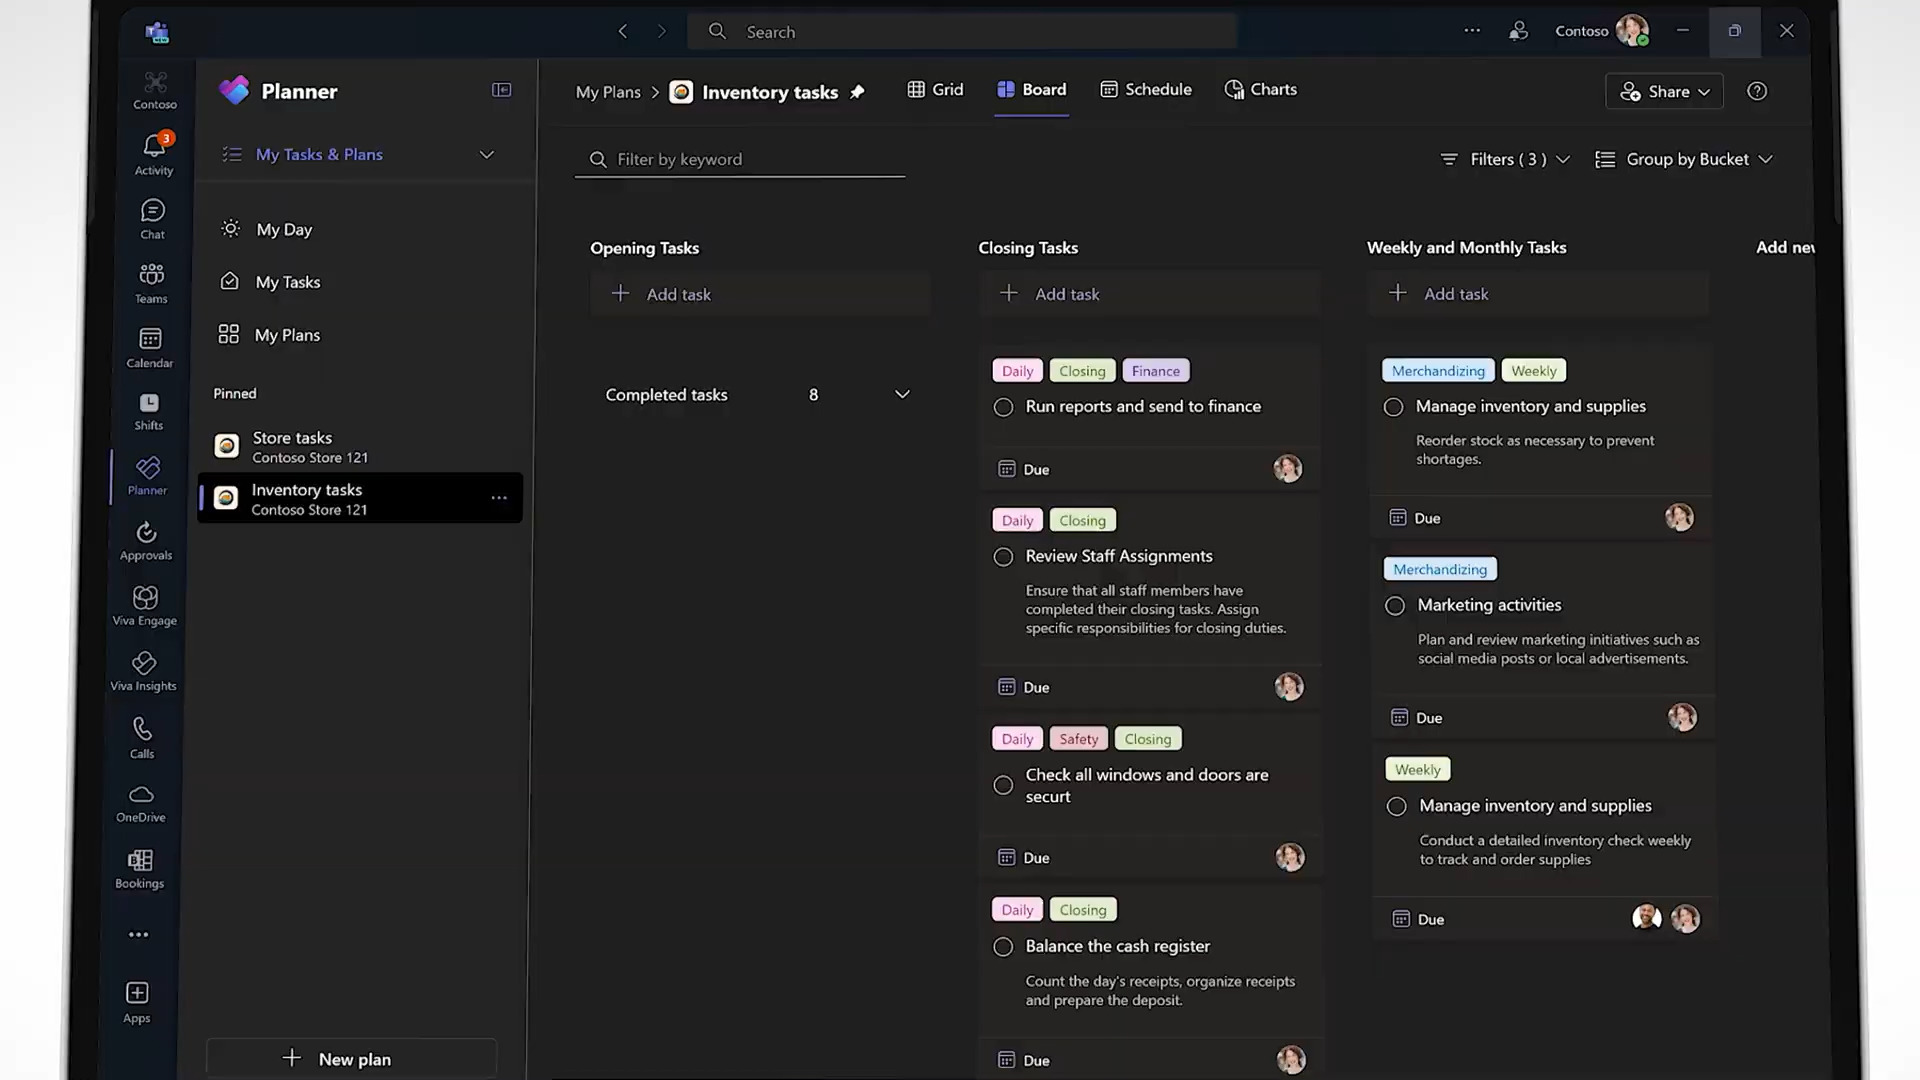 Search
Contoso
Contoso
3
Activity
Chat
Teams
Calendar
Shifts
Planner
Approvals
Viva Engage
Viva Insights
Calls
OneDrive
Bookings
Apps
Planner
My Tasks & Plans
My Day
My Tasks
My Plans
Pinned
Store tasks
Contoso Store 121
Inventory tasks
Contoso Store 121
New plan
My Plans > Inventory tasks
Grid
Board
Schedule
Charts
Share
Filter by keyword
Filters ( 3 )
Group by Bucket
Opening Tasks
Add task
Completed tasks 8
Closing Tasks
Add task
Daily Closing Finance
Run reports and send to finance
Due
Daily Closing
Review Staff Assignments
Ensure that all staff members have
completed their closing tasks. Assign
specific responsibilities for closing duties.
Due
Daily Safety Closing
Check all windows and doors are
securt
Due
Daily Closing
Balance the cash register
Count the day's receipts, organize receipts
and prepare the deposit.
Due
Weekly and Monthly Tasks
Add task
Merchandizing Weekly
Manage inventory and supplies
Reorder stock as necessary to prevent
shortages.
Due
Merchandizing
Marketing activities
Plan and review marketing initiatives such as
social media posts or local advertisements.
Due
Weekly
Manage inventory and supplies
Conduct a detailed inventory check weekly
to track and order supplies
Due
Add new